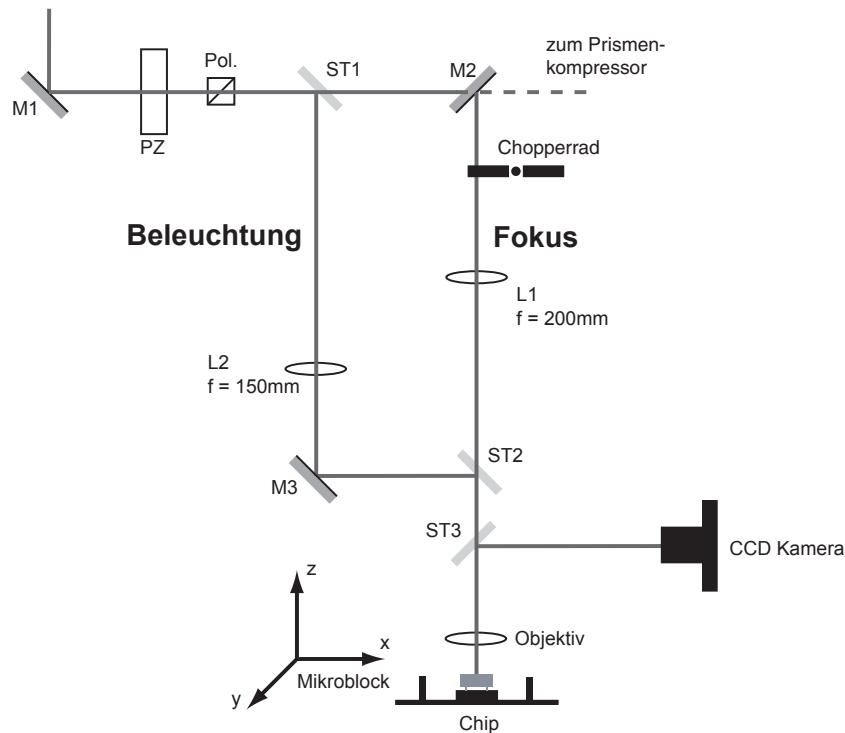 zum Prismen-
kompressor
Pol.
ST1
M2
M1
PZ
Chopperrad
Beleuchtung
Fokus
L1
f = 200mm
L2
f = 150mm
ST2
M3
ST3
CCD Kamera
z
x
y
Mikroblock
Objektiv
Chip